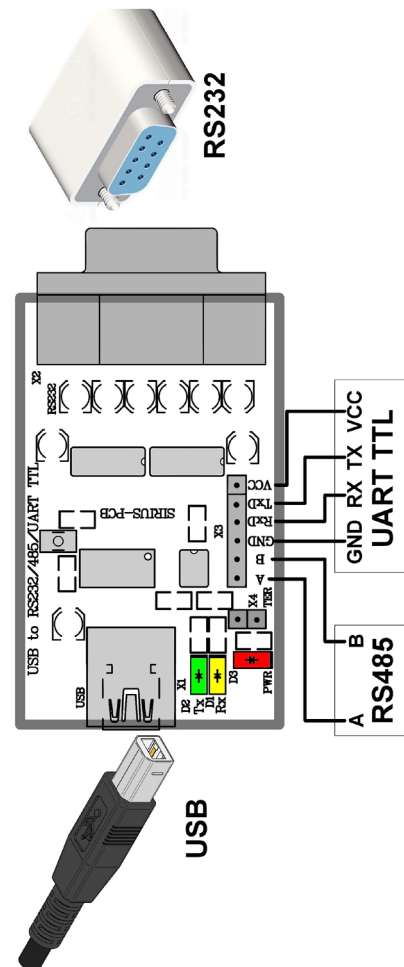 RS232
X2
RS232
USB to RS232/485/UART TTL
SIRIUS-PCB
X3
VCC
TxD
RxD
GND
B
A
X4
TER
USB
X1
D2
Tx
D1
Rx
D3
PWR
GND RX TX VCC
UART TTL
A B
RS485
USB